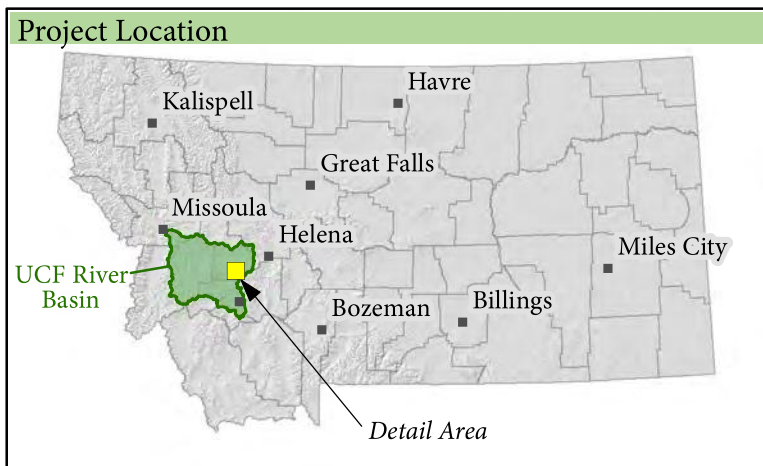 Project Location
Havre
Kalispell
Great Falls
Missoula
Helena
Miles City
UCF River
Basin
Bozeman
Billings
Detail Area